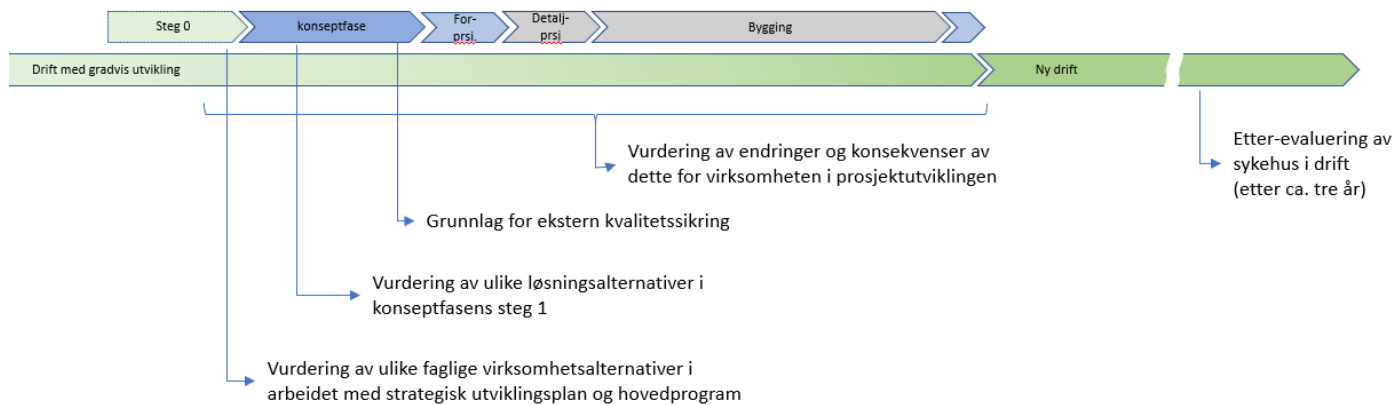 Steg 0
konseptfase
For-
prsj.
Detalj-
prsj
Bygging
Drift med gradvis utvikling
Ny drift
Vurdering av endringer og konsekvenser av
dette for virksomheten i prosjektutviklingen
Etter-evaluering av
sykehus i drift
(etter ca. tre år)
Grunnlag for ekstern kvalitetssikring
Vurdering av ulike løsningsalternativer i
konseptfasens steg 1
Vurdering av ulike faglige virksomhetsalternativer i
arbeidet med strategisk utviklingsplan og hovedprogram